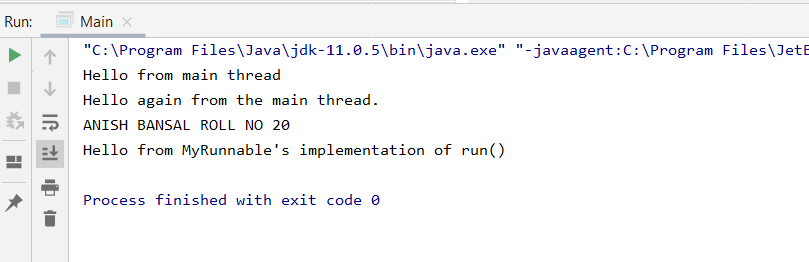 Run: Main
"C:\Program Files\Java\jdk-11.0.5\bin\java.exe" "-javaagent:C:\Program Files\JetB
Hello from main thread
Hello again from the main thread.
ANISH BANSAL ROLL NO 20
Hello from MyRunnable's implementation of run()
Process finished with exit code 0